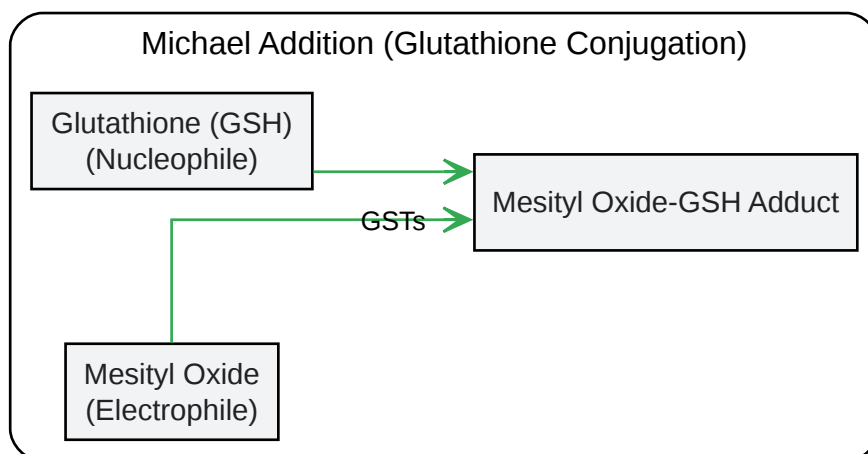 Michael Addition (Glutathione Conjugation)
Glutathione (GSH)
(Nucleophile)
Mesityl Oxide-GSH Adduct
GSTs
Mesityl Oxide
(Electrophile)